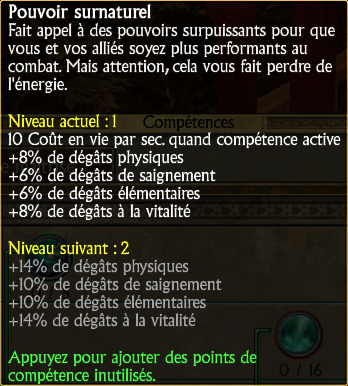 Pouvoir surnaturel
Fait appel à des pouvoirs surpuissants pour que
vous et vos alliés soyez plus performants au
combat. Mais attention, cela vous fait perdre de
l'énergie.
Niveau actuel : 1
Compétences
10 Coût en vie par sec. quand compétence active
+8% de dégâts physiques
+6% de dégâts de saignement
+6% de dégâts élémentaires
+8% de dégâts à la vitalité
Niveau suivant : 2
+14% de dégâts physiques
+10% de dégâts de saignement
+10% de dégâts élémentaires
+14% de dégâts à la vitalité
Appuyez pour ajouter des points de
compétence inutilisés.
0 / 16